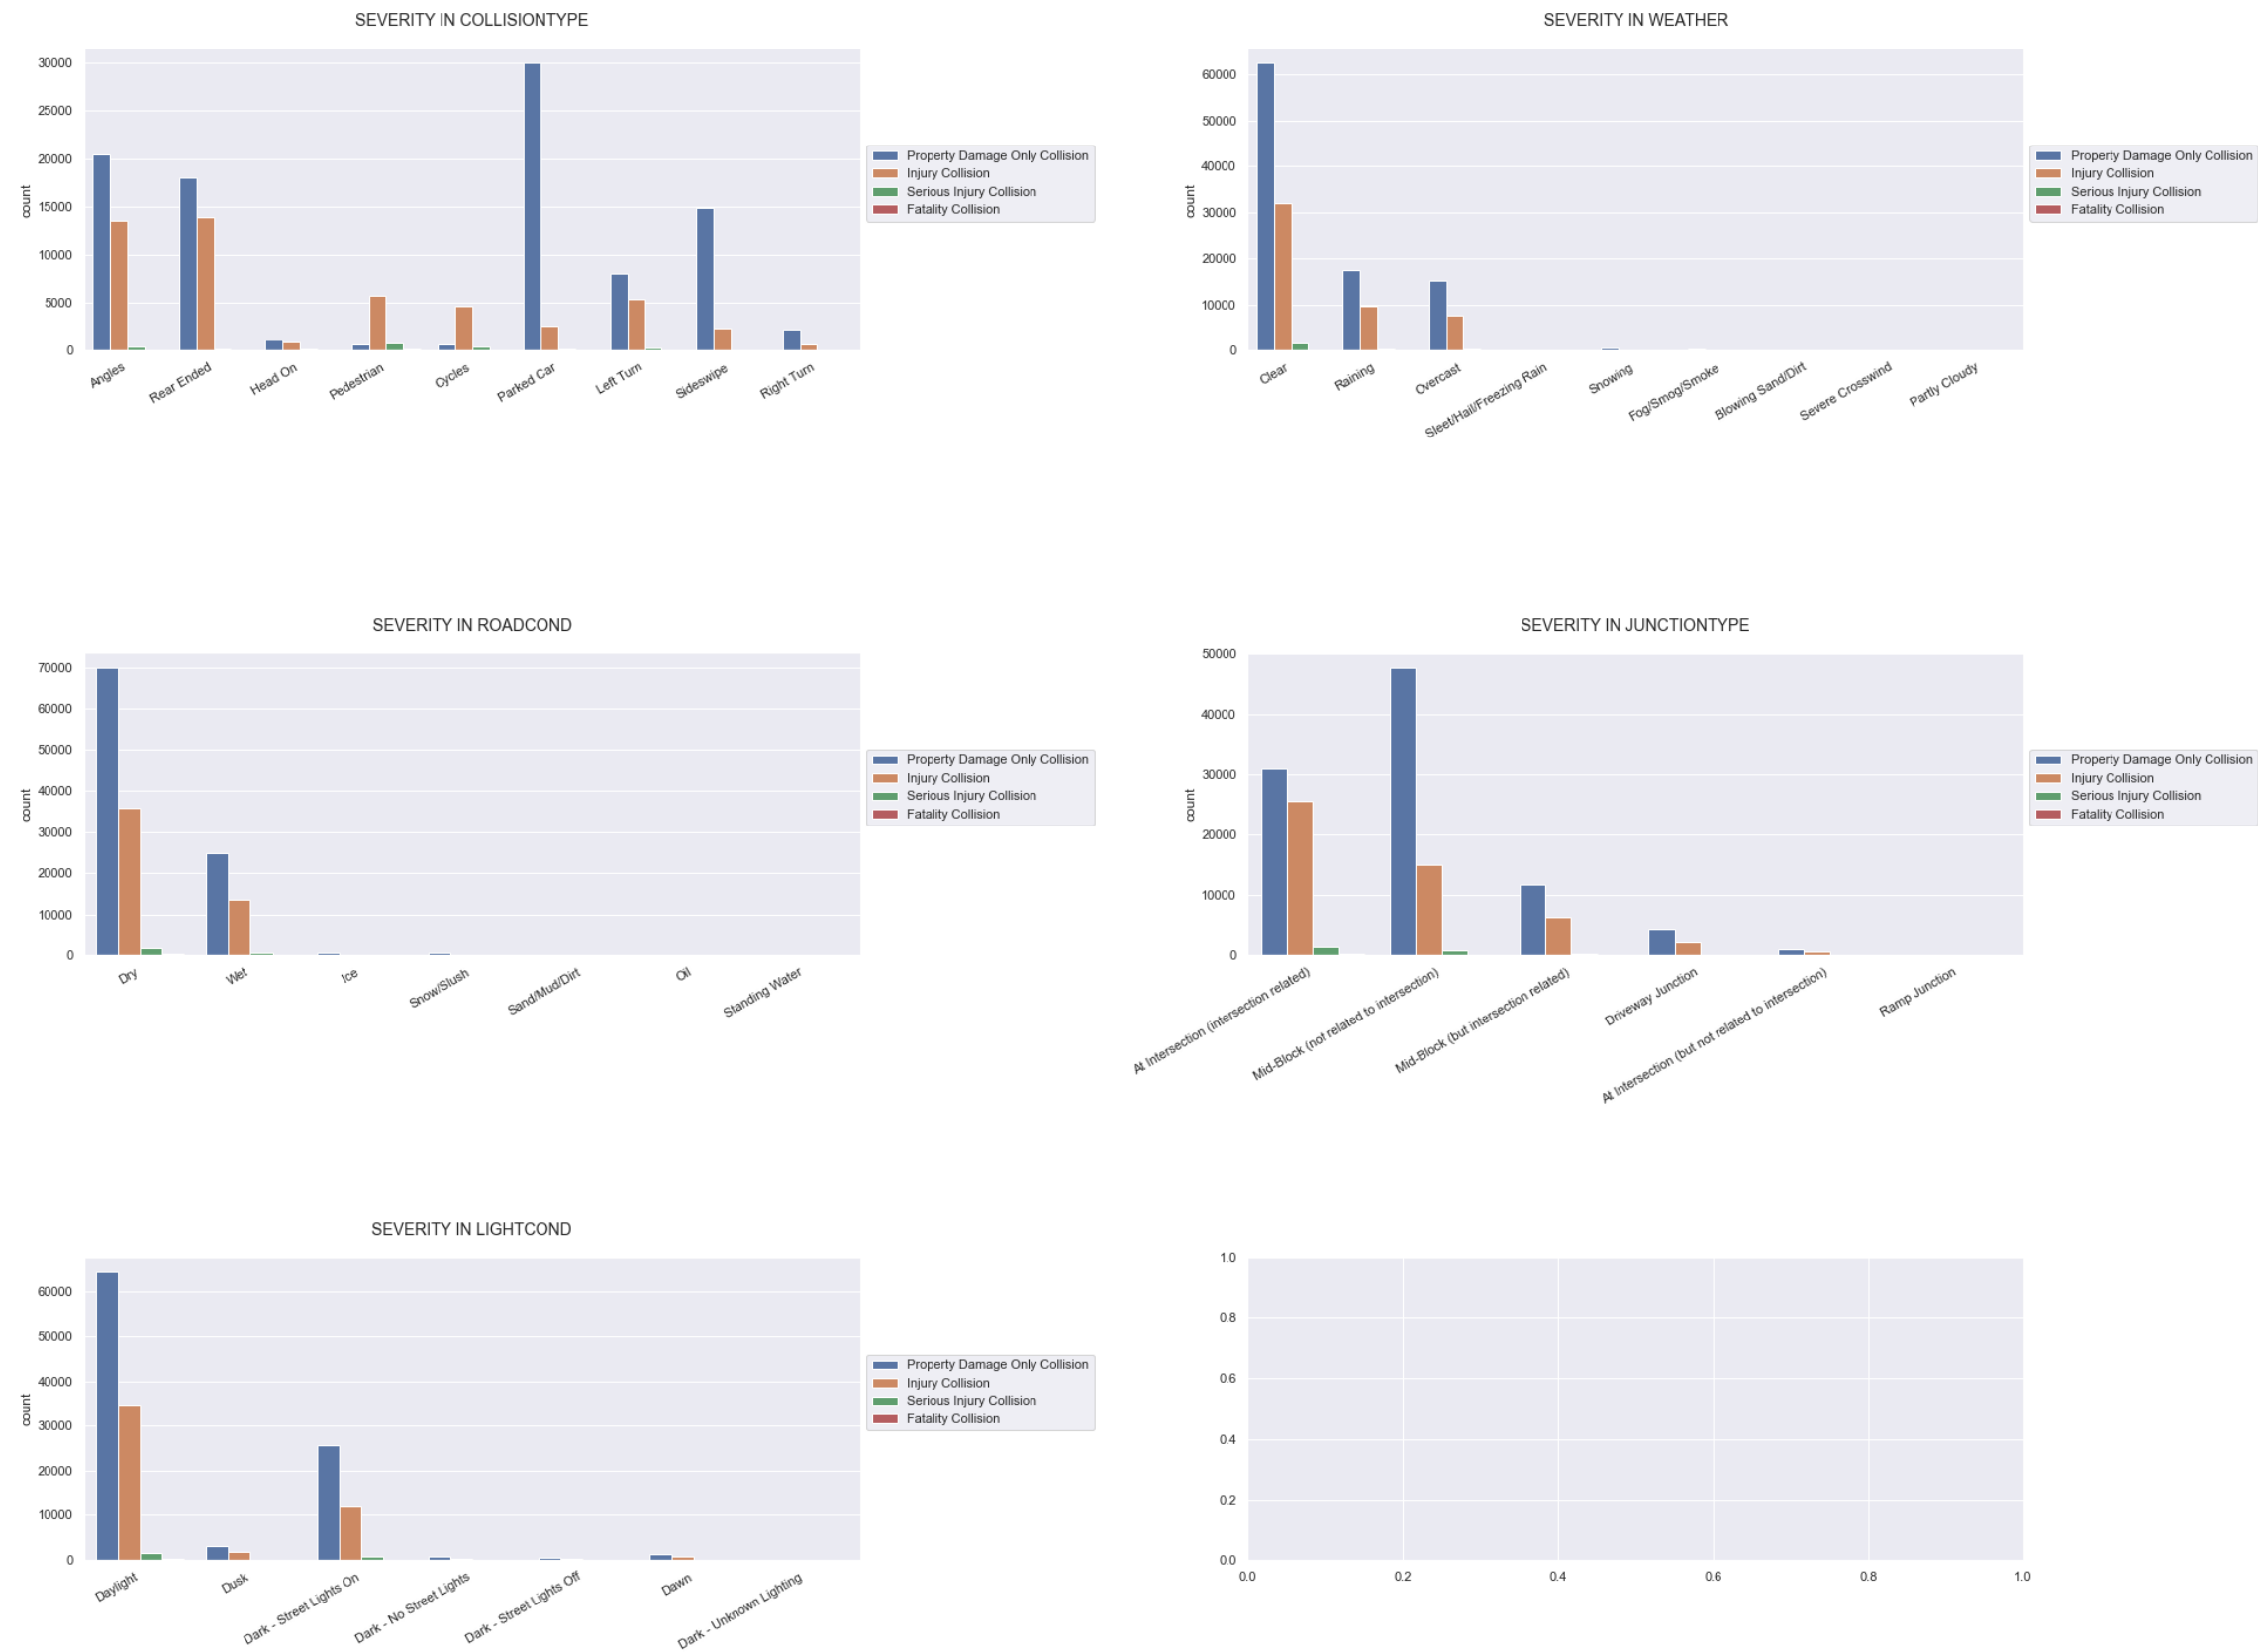 SEVERITY IN COLLISIONTYPE
30000
25000
20000
15000
10000
5000
0
count
Angles
Rear Ended
Head On
Pedestrian
Cycles
Parked Car
Left Turn
Sideswipe
Right Turn
Property Damage Only Collision
Injury Collision
Serious Injury Collision
Fatality Collision
SEVERITY IN WEATHER
60000
50000
40000
30000
20000
10000
0
count
Clear
Raining
Overcast
Sleet/Hail/Freezing Rain
Snowing
Fog/Smog/Smoke
Blowing Sand/Dirt
Severe Crosswind
Partly Cloudy
Property Damage Only Collision
Injury Collision
Serious Injury Collision
Fatality Collision
SEVERITY IN ROADCOND
70000
60000
50000
40000
30000
20000
10000
0
count
Dry
Wet
Ice
Snow/Slush
Sand/Mud/Dirt
Oil
Standing Water
Property Damage Only Collision
Injury Collision
Serious Injury Collision
Fatality Collision
SEVERITY IN JUNCTIONTYPE
50000
40000
30000
20000
10000
0
count
At Intersection (intersection related)
Mid-Block (not related to intersection)
Mid-Block (but intersection related)
Driveway Junction
At Intersection (but not related to intersection)
Ramp Junction
Property Damage Only Collision
Injury Collision
Serious Injury Collision
Fatality Collision
SEVERITY IN LIGHTCOND
60000
50000
40000
30000
20000
10000
0
count
Daylight
Dusk
Dark - Street Lights On
Dark - No Street Lights
Dark - Street Lights Off
Dawn
Dark - Unknown Lighting
Property Damage Only Collision
Injury Collision
Serious Injury Collision
Fatality Collision
1.0
0.8
0.6
0.4
0.2
0.0
0.0
0.2
0.4
0.6
0.8
1.0